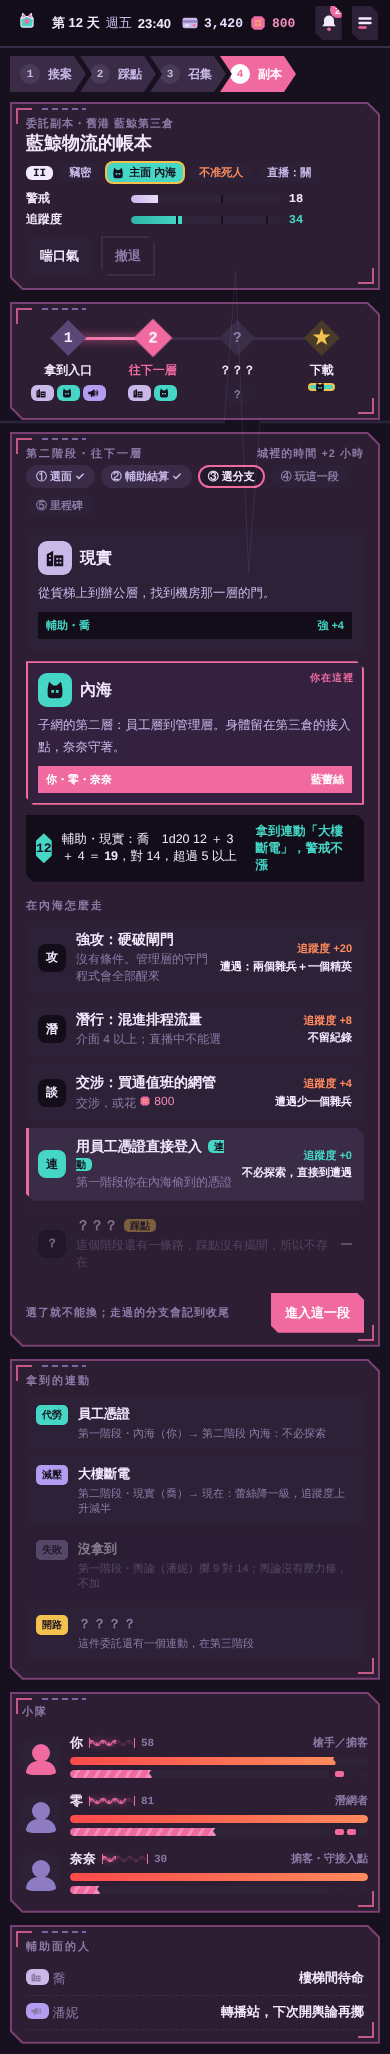 第 12 天 週五 23:40 3,420 800
1 接案 2 踩點 3 召集 4 副本
委託副本・舊港 藍鯨第三倉
藍鯨物流的帳本
II 竊密 主面 內海 不准死人 直播：關
警戒 18
追蹤度 34
喘口氣 撤退
1 2 ?
拿到入口 往下一層 ？？？ 下載
?
第二階段・往下一層 城裡的時間 +2 小時
① 選面 ✓ ② 輔助結算 ✓ ③ 選分支 ④ 玩這一段
⑤ 里程碑
現實
從貨梯上到辦公層，找到機房那一層的門。
輔助・喬 強 +4
你在這裡
內海
子網的第二層：員工層到管理層。身體留在第三倉的接入
點，奈奈守著。
你・零・奈奈 藍蕾絲
12 輔助・現實：喬 1d20 12 ＋ 3
＋ 4 ＝ 19，對 14，超過 5 以上
拿到連動「大樓
斷電」，警戒不
漲
在內海怎麼走
攻 強攻：硬破閘門
沒有條件。管理層的守門
程式會全部醒來
追蹤度 +20
遭遇：兩個雜兵＋一個精英
潛 潛行：混進排程流量
介面 4 以上；直播中不能選
追蹤度 +8
不留紀錄
談 交涉：買通值班的網管
交涉，或花 800
追蹤度 +4
遭遇少一個雜兵
連 用員工憑證直接登入 連
動
第一階段你在內海偷到的憑證
追蹤度 +0
不必探索，直接到遭遇
? ？？？ 踩點
這個階段還有一條路，踩點沒有揭開，所以不存
在
—
選了就不能換；走過的分支會記到收尾 進入這一段
拿到的連動
代勞 員工憑證
第一階段・內海（你）→ 第二階段 內海：不必探索
減壓 大樓斷電
第二階段・現實（喬）→ 現在：蕾絲降一級，追蹤度上
升減半
失敗 沒拿到
第一階段・輿論（潘妮）擲 9 對 14；輿論沒有壓力條，
不加
開路 ？？？？
這件委託還有一個連動，在第三階段
小隊
你 58 槍手／掮客
零 81 潛網者
奈奈 30 掮客・守接入點
輔助面的人
喬 樓梯間待命
潘妮 轉播站，下次開輿論再擲